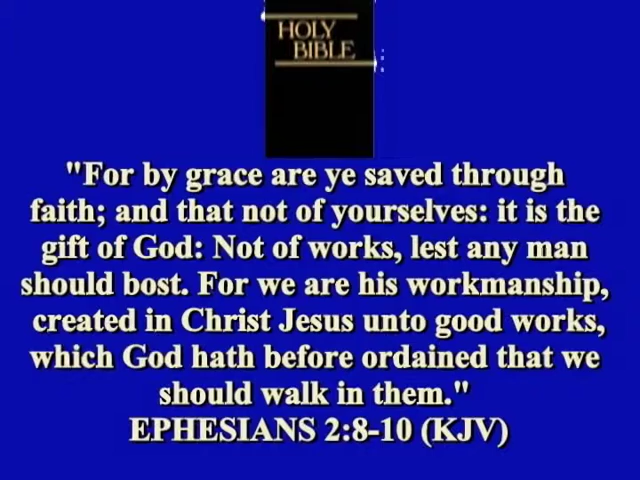 HOLY
BIBLE
"For by grace are ye saved through
faith; and that not of yourselves: it is the
gift of God: Not of works, lest any man
should bost. For we are his workmanship,
created in Christ Jesus unto good works,
which God hath before ordained that we
should walk in them."
EPHESIANS 2:8-10 (KJV)